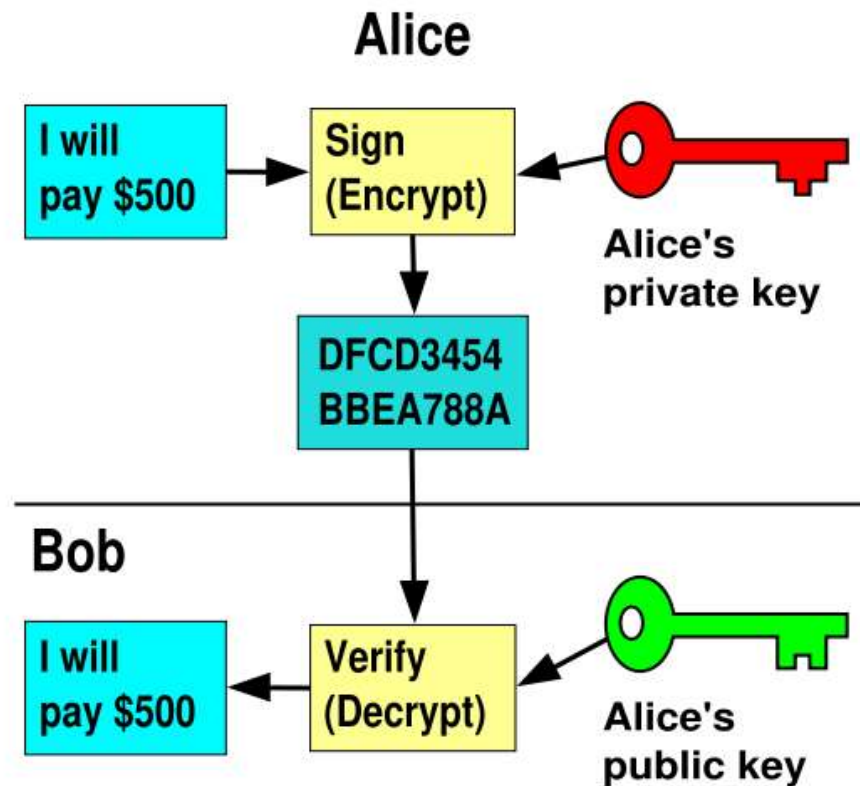 Alice
I will
pay $500
Sign
(Encrypt)
Alice's
private key
DFCD3454
BBEA788A
Bob
I will
pay $500
Verify
(Decrypt)
Alice's
public key